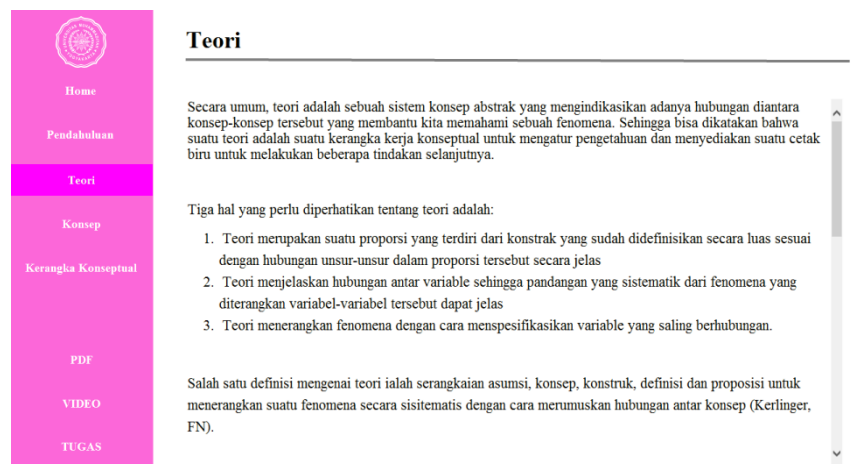 Home
Pendahuluan
Teori
Konsep
Kerangka Konseptual
PDF
VIDEO
TUGAS
Teori
Secara umum, teori adalah sebuah sistem konsep abstrak yang mengindikasikan adanya hubungan diantara
konsep-konsep tersebut yang membantu kita memahami sebuah fenomena. Sehingga bisa dikatakan bahwa
suatu teori adalah suatu kerangka kerja konseptual untuk mengatur pengetahuan dan menyediakan suatu cetak
biru untuk melakukan beberapa tindakan selanjutnya.
Tiga hal yang perlu diperhatikan tentang teori adalah:
1. Teori merupakan suatu proporsi yang terdiri dari konstrak yang sudah didefinisikan secara luas sesuai
dengan hubungan unsur-unsur dalam proporsi tersebut secara jelas
2. Teori menjelaskan hubungan antar variable sehingga pandangan yang sistematik dari fenomena yang
diterangkan variabel-variabel tersebut dapat jelas
3. Teori menerangkan fenomena dengan cara menspesifikasikan variable yang saling berhubungan.
Salah satu definisi mengenai teori ialah serangkaian asumsi, konsep, konstruk, definisi dan proposisi untuk
menerangkan suatu fenomena secara sisitematis dengan cara merumuskan hubungan antar konsep (Kerlinger,
FN).